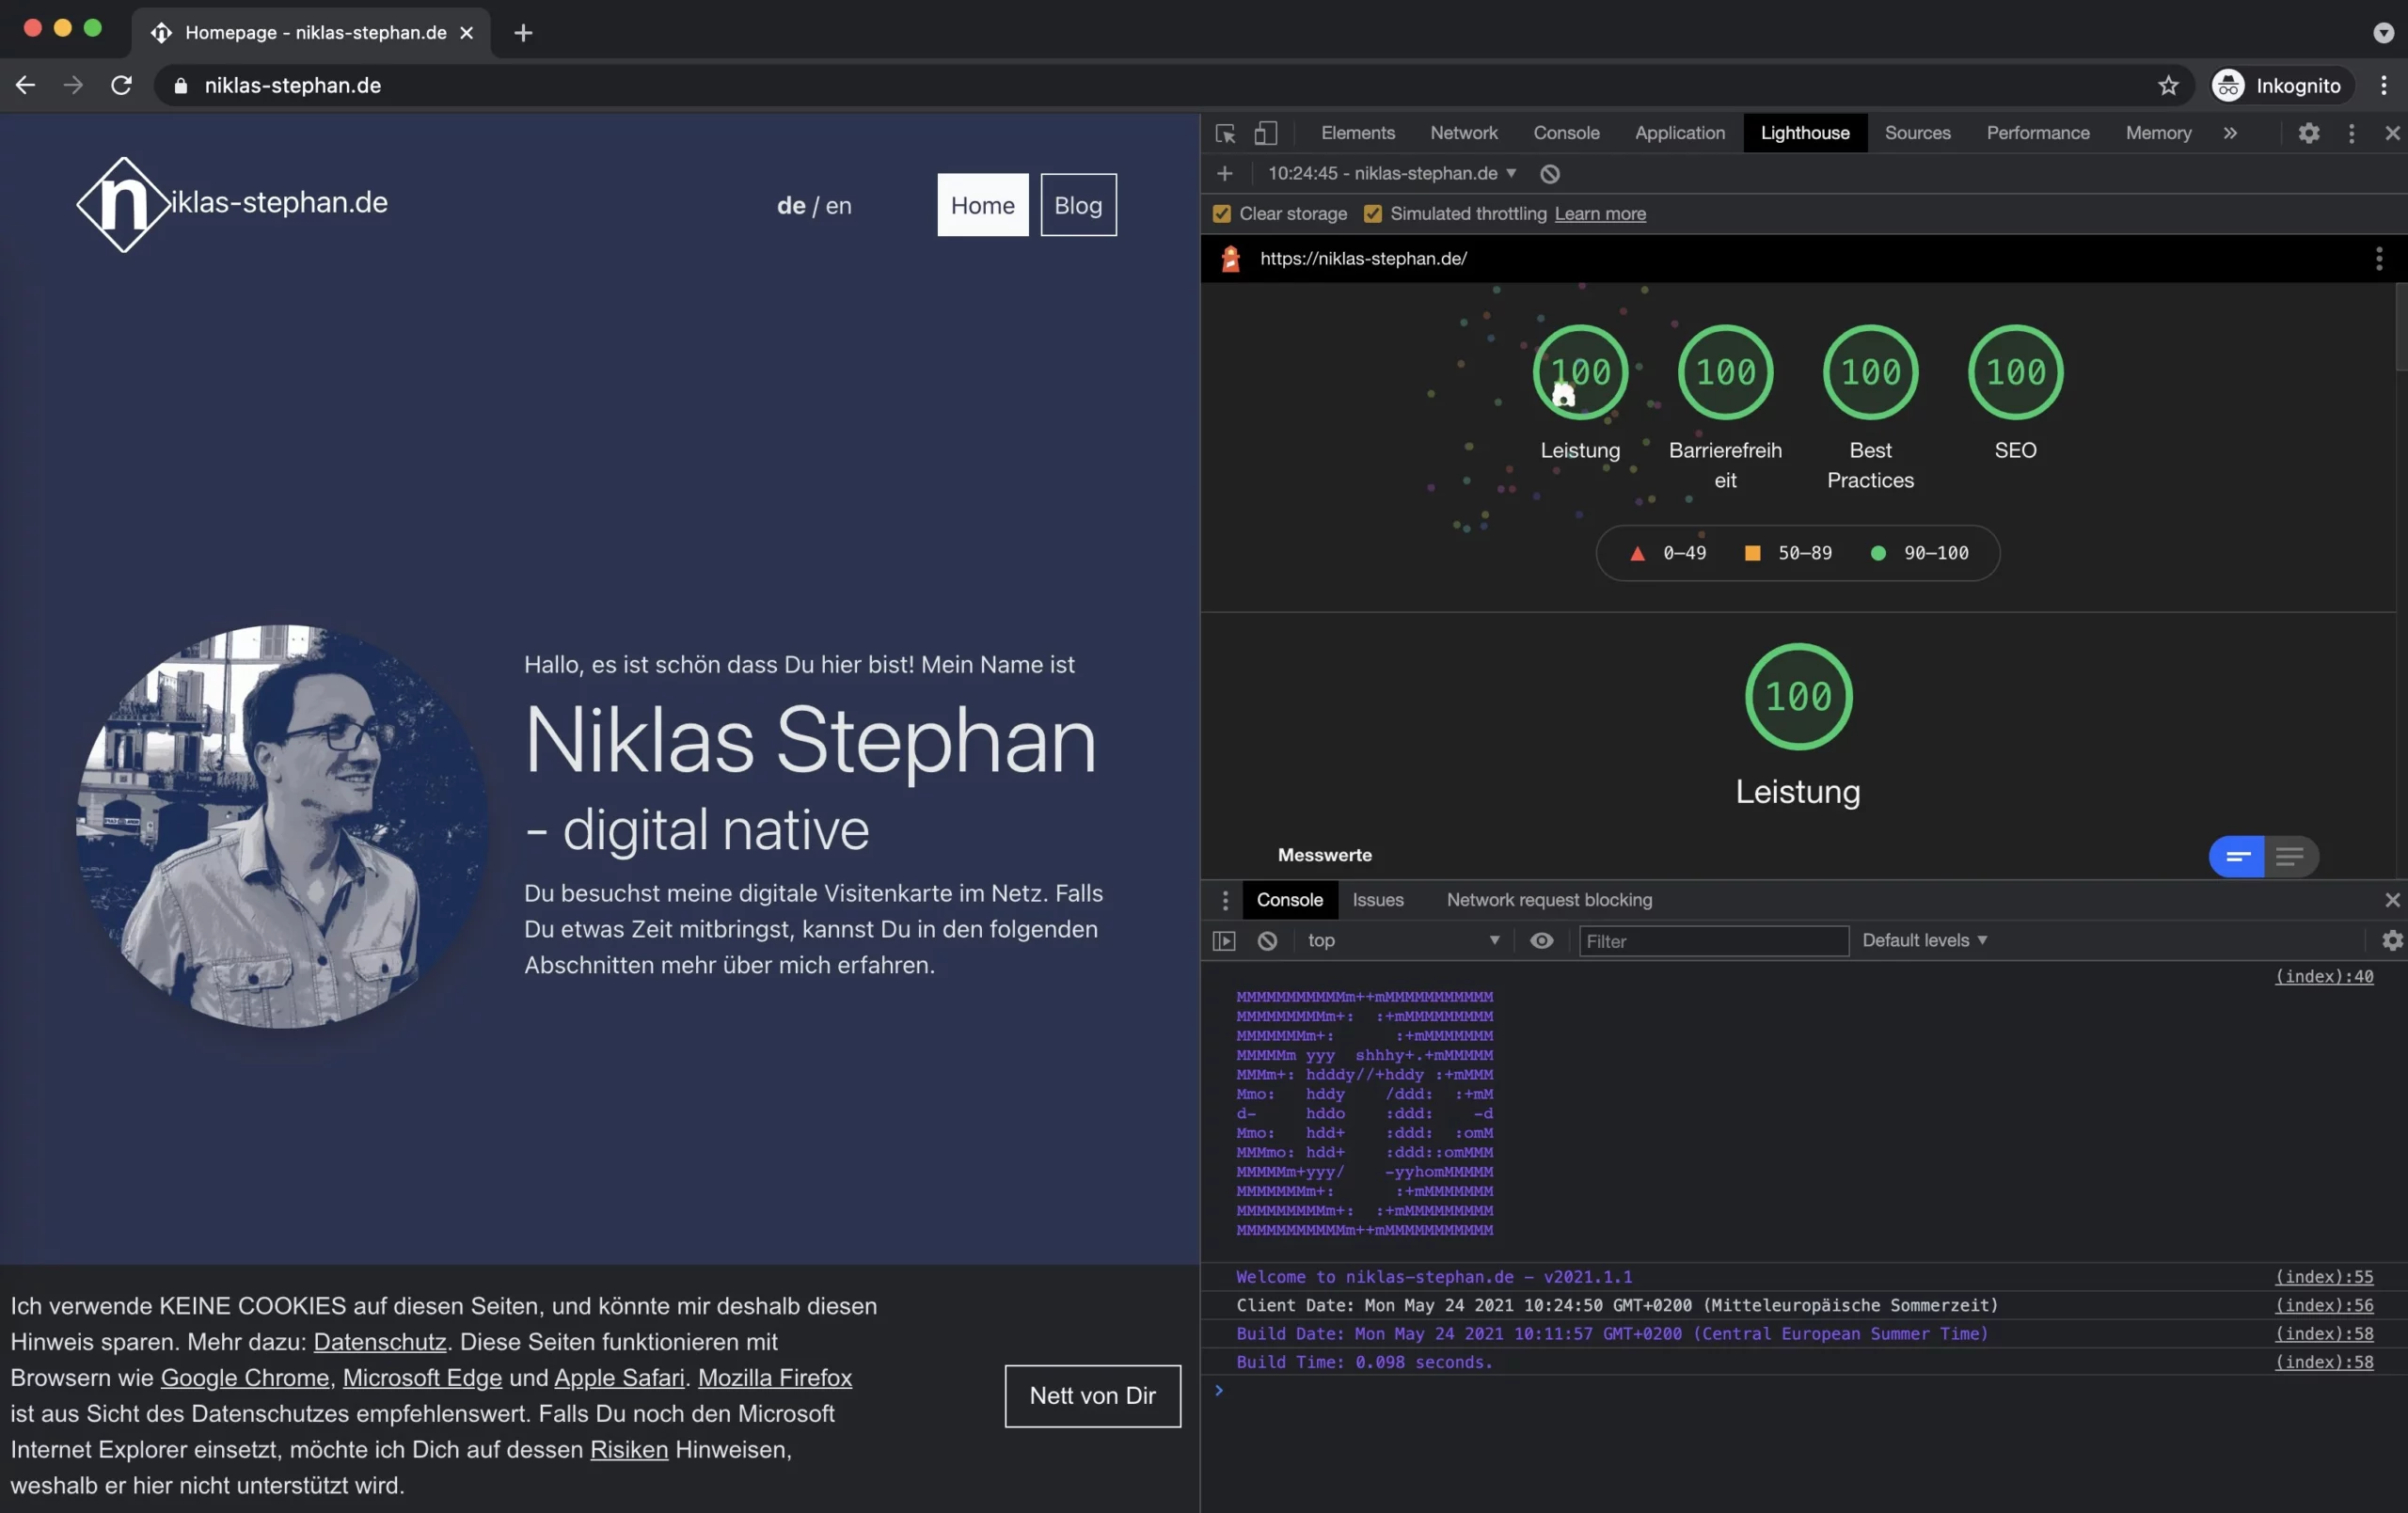 Homepage - niklas-stephan.de
niklas-stephan.de
Inkognito
niklas-stephan.de
de / en
Home
Blog
Hallo, es ist schön dass Du hier bist! Mein Name ist
Niklas Stephan
- digital native
Du besuchst meine digitale Visitenkarte im Netz. Falls
Du etwas Zeit mitbringst, kannst Du in den folgenden
Abschnitten mehr über mich erfahren.
Ich verwende KEINE COOKIES auf diesen Seiten, und könnte mir deshalb diesen
Hinweis sparen. Mehr dazu: Datenschutz. Diese Seiten funktionieren mit
Browsern wie Google Chrome, Microsoft Edge und Apple Safari. Mozilla Firefox
ist aus Sicht des Datenschutzes empfehlenswert. Falls Du noch den Microsoft
Internet Explorer einsetzt, möchte ich Dich auf dessen Risiken Hinweisen,
weshalb er hier nicht unterstützt wird.
Nett von Dir
Elements Network Console Application Lighthouse Sources Performance Memory »
10:24:45 - niklas-stephan.de
Clear storage Simulated throttling Learn more
https://niklas-stephan.de/
100 100 100 100
Leistung
Barrierefreih
eit
Best
Practices
SEO
0–49 50–89 90–100
100
Leistung
Messwerte
Console Issues Network request blocking
top Filter Default levels
(index):40
MMMMMMMMMMMm++mMMMMMMMMMMM
MMMMMMMMMm+:  :+mMMMMMMMMM
MMMMMMMm+:      :+mMMMMMMM
MMMMMm yyy  shhhy+.+mMMMMM
MMMm+: hdddy//+hddy :+mMMM
Mmo:   hddy    /ddd:  :+mM
d-     hddo    :ddd:    -d
Mmo:   hdd+    :ddd:  :omM
MMMmo: hdd+    :ddd::omMMM
MMMMMm+yyy/    -yyhomMMMMM
MMMMMMMm+:      :+mMMMMMMM
MMMMMMMMMm+:  :+mMMMMMMMMM
MMMMMMMMMMMm++mMMMMMMMMMMM
Welcome to niklas-stephan.de – v2021.1.1 (index):55
Client Date: Mon May 24 2021 10:24:50 GMT+0200 (Mitteleuropäische Sommerzeit) (index):56
Build Date: Mon May 24 2021 10:11:57 GMT+0200 (Central European Summer Time) (index):58
Build Time: 0.098 seconds. (index):58